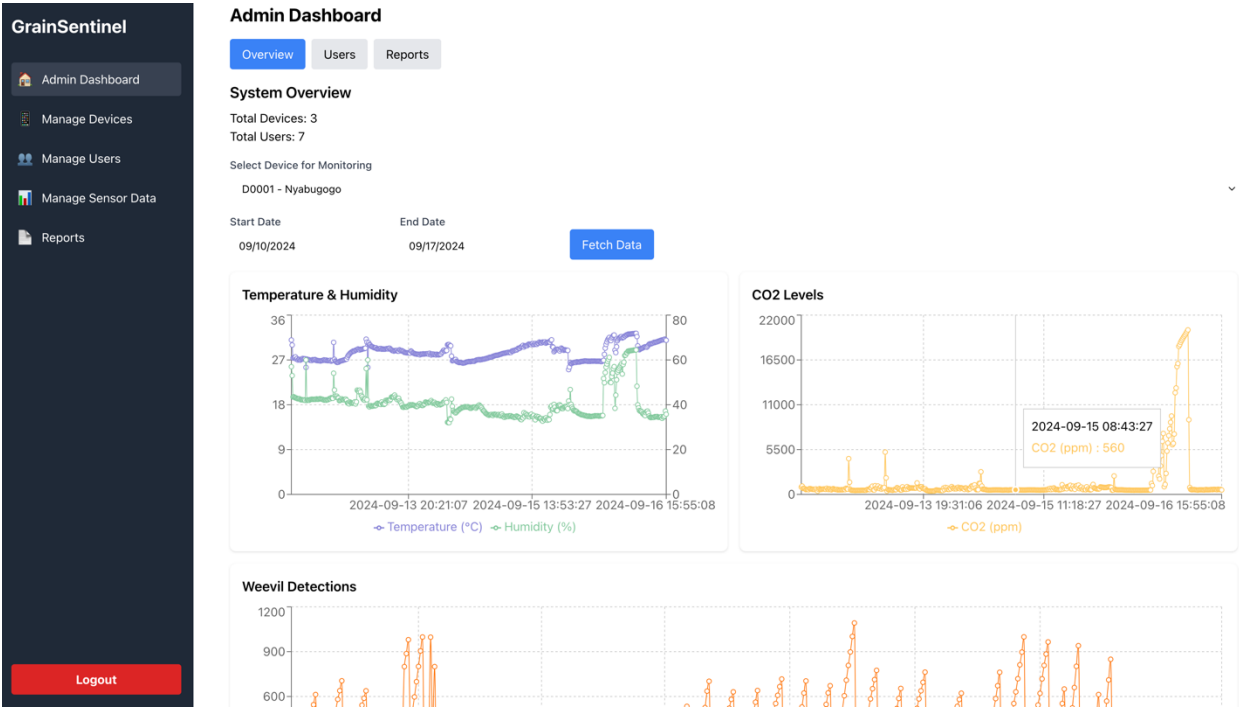 GrainSentinel
Admin Dashboard
Manage Devices
Manage Users
Manage Sensor Data
Reports
Logout
Admin Dashboard
Overview Users Reports
System Overview
Total Devices: 3
Total Users: 7
Select Device for Monitoring
D0001 - Nyabugogo
Start Date End Date
09/10/2024 09/17/2024 Fetch Data
Temperature & Humidity
36 80
27 60
18 40
9 20
0 0
2024-09-13 20:21:07 2024-09-15 13:53:27 2024-09-16 15:55:08
Temperature (°C) Humidity (%)
CO2 Levels
22000
16500
11000
5500
0
2024-09-15 08:43:27
CO2 (ppm) : 560
2024-09-13 19:31:06 2024-09-15 11:18:27 2024-09-16 15:55:08
CO2 (ppm)
Weevil Detections
1200
900
600